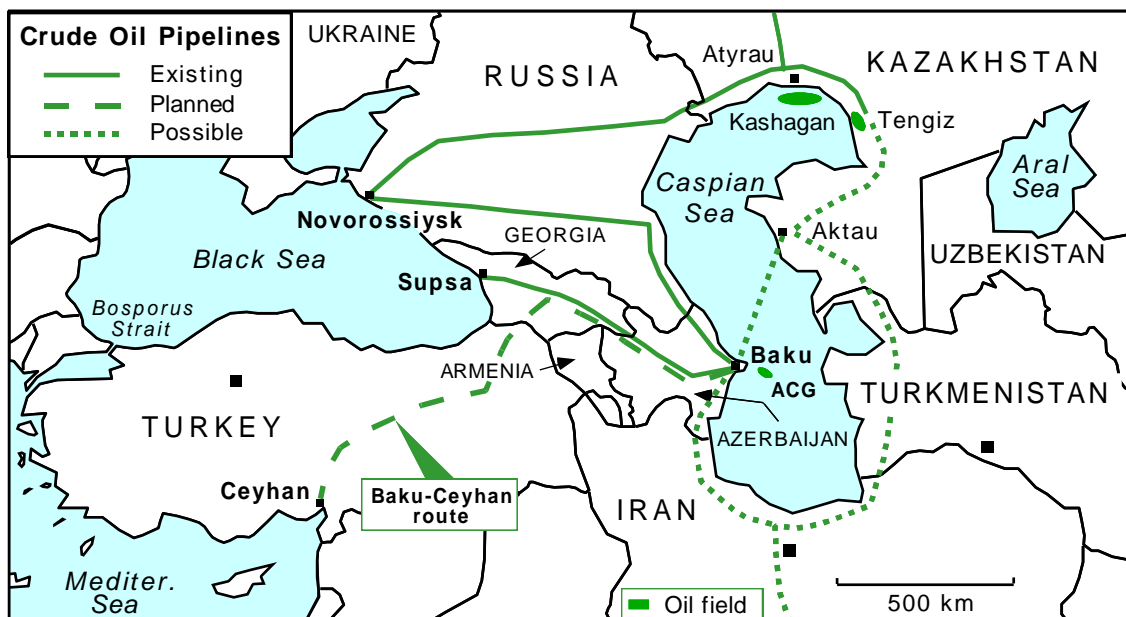 Crude Oil Pipelines
Existing
Planned
Possible
UKRAINE
RUSSIA
Atyrau
KAZAKHSTAN
Kashagan
Tengiz
Aral
Sea
Caspian
Sea
Novorossiysk
GEORGIA
Aktau
UZBEKISTAN
Black Sea
Supsa
Bosporus
Strait
ARMENIA
Baku
ACG
TURKMENISTAN
TURKEY
AZERBAIJAN
Ceyhan
Baku-Ceyhan
route
IRAN
Mediter.
Sea
Oil field
500 km